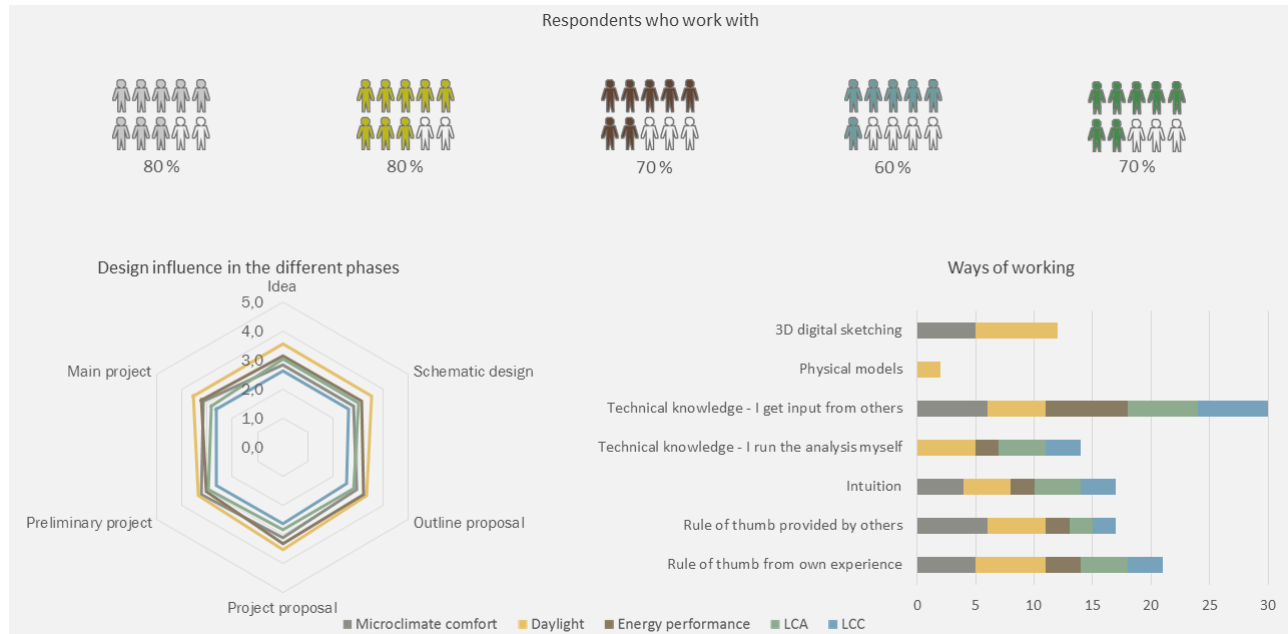 Respondents who work with
80 %
80 %
70 %
60 %
70 %
Design influence in the different phases
Idea
5,0
4,0
3,0
2,0
1,0
0,0
Main project
Schematic design
Preliminary project
Outline proposal
Project proposal
Ways of working
3D digital sketching
Physical models
Technical knowledge - I get input from others
Technical knowledge - I run the analysis myself
Intuition
Rule of thumb provided by others
Rule of thumb from own experience
0 5 10 15 20 25 30
Microclimate comfort Daylight Energy performance LCA LCC